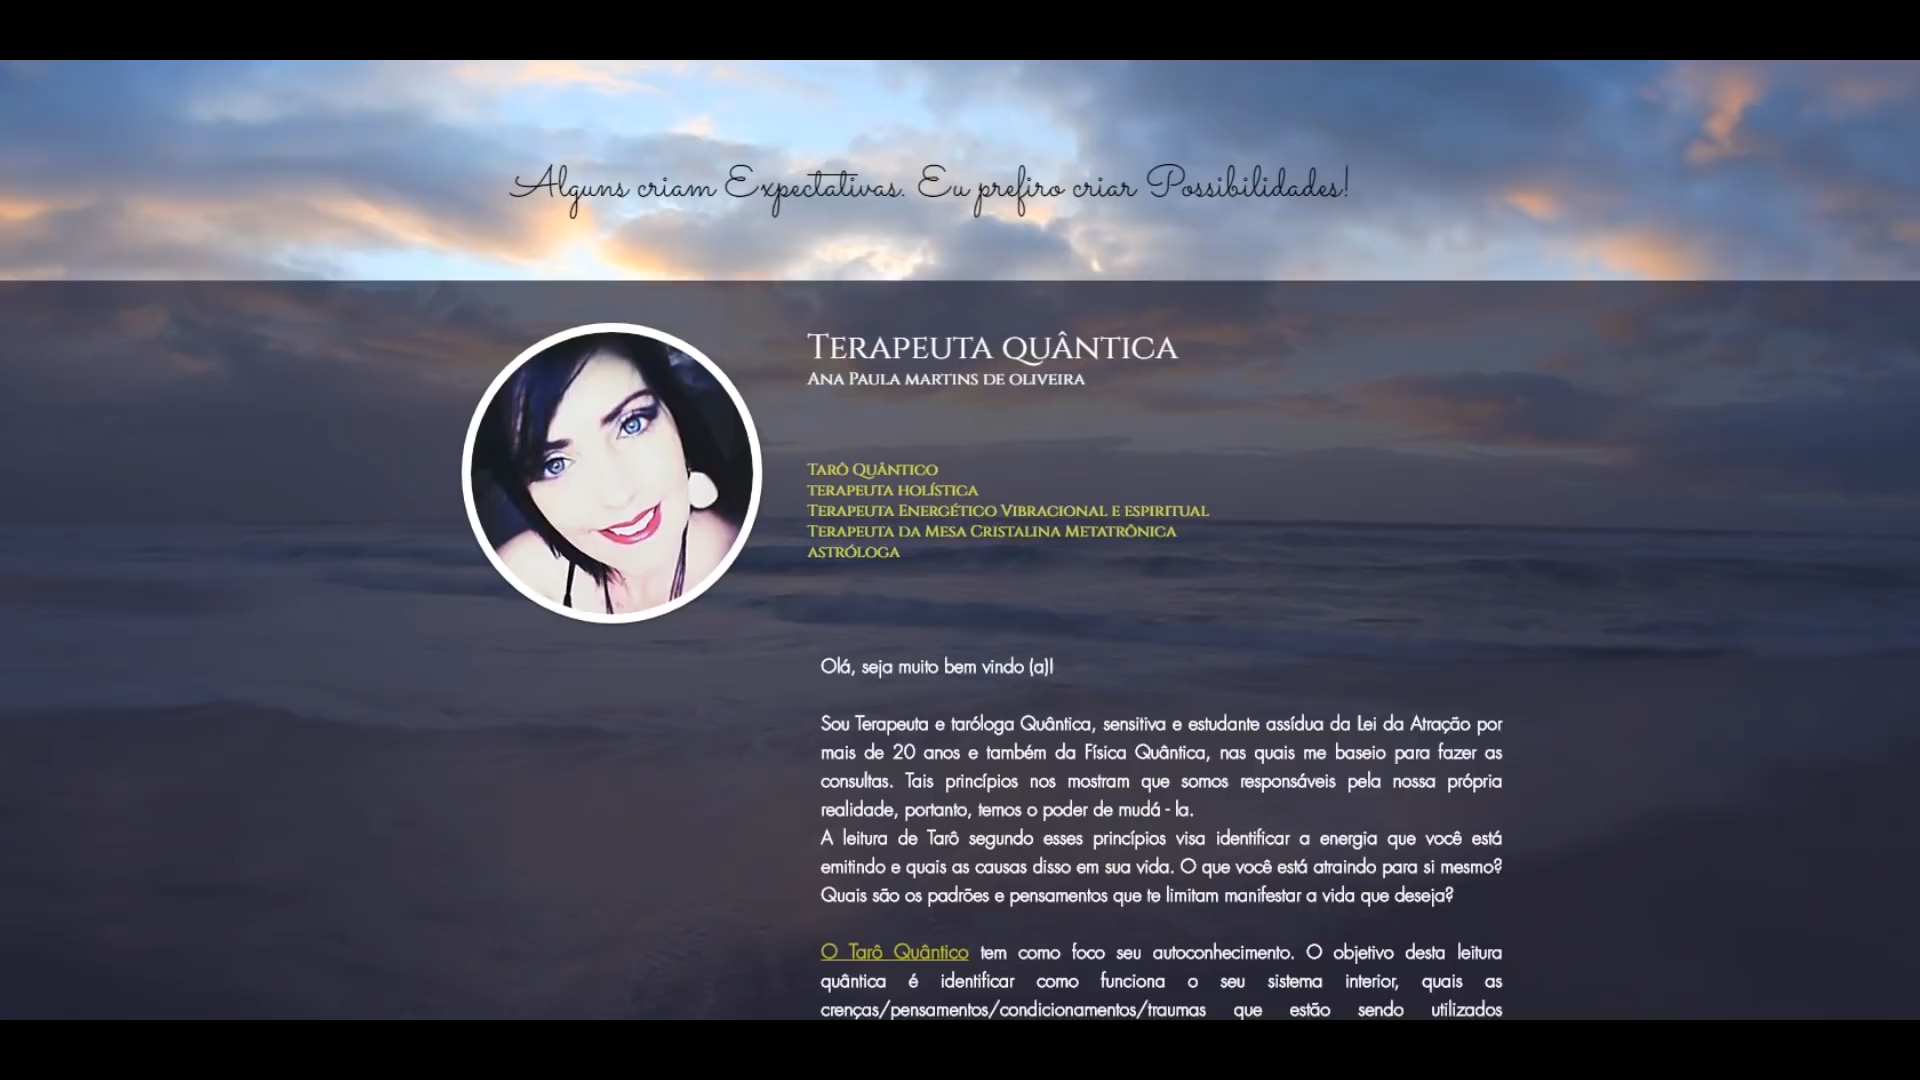 Alguns criam Expectativas. Eu prefiro criar Possibilidades!
Terapeuta quântica
Ana Paula martins de oliveira
Tarô Quântico
terapeuta holística
Terapeuta Energético Vibracional e espiritual
Terapeuta da Mesa Cristalina Metatrônica
astróloga
Olá, seja muito bem vindo (a)!
Sou Terapeuta e taróloga Quântica, sensitiva e estudante assídua da Lei da Atração por
mais de 20 anos e também da Física Quântica, nas quais me baseio para fazer as
consultas. Tais princípios nos mostram que somos responsáveis pela nossa própria
realidade, portanto, temos o poder de mudá - la.
A leitura de Tarô segundo esses princípios visa identificar a energia que você está
emitindo e quais as causas disso em sua vida. O que você está atraindo para si mesmo?
Quais são os padrões e pensamentos que te limitam manifestar a vida que deseja?
O Tarô Quântico tem como foco seu autoconhecimento. O objetivo desta leitura
quântica é identificar como funciona o seu sistema interior, quais as
crenças/pensamentos/condicionamentos/traumas que estão sendo utilizados